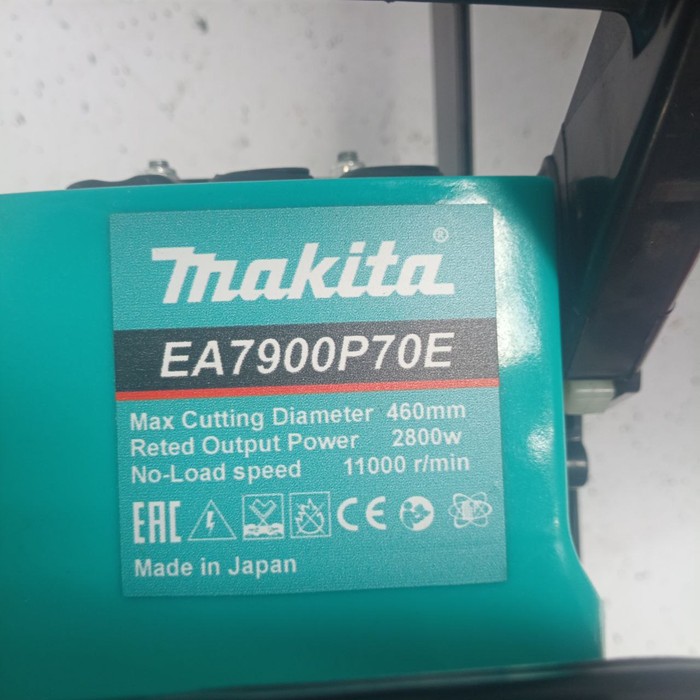 makita®
EA7900P70E
Max Cutting Diameter 460mm
Reted Output Power 2800w
No-Load speed 11000 r/min
EAC CE
Made in Japan